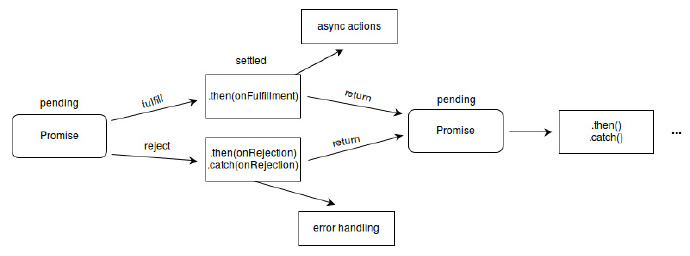 async actions
settled
pending
fulfill
.then(onFulfillment)
return
pending
Promise
reject
.then(onRejection)
.catch(onRejection)
return
Promise
.then()
.catch()
...
error handling